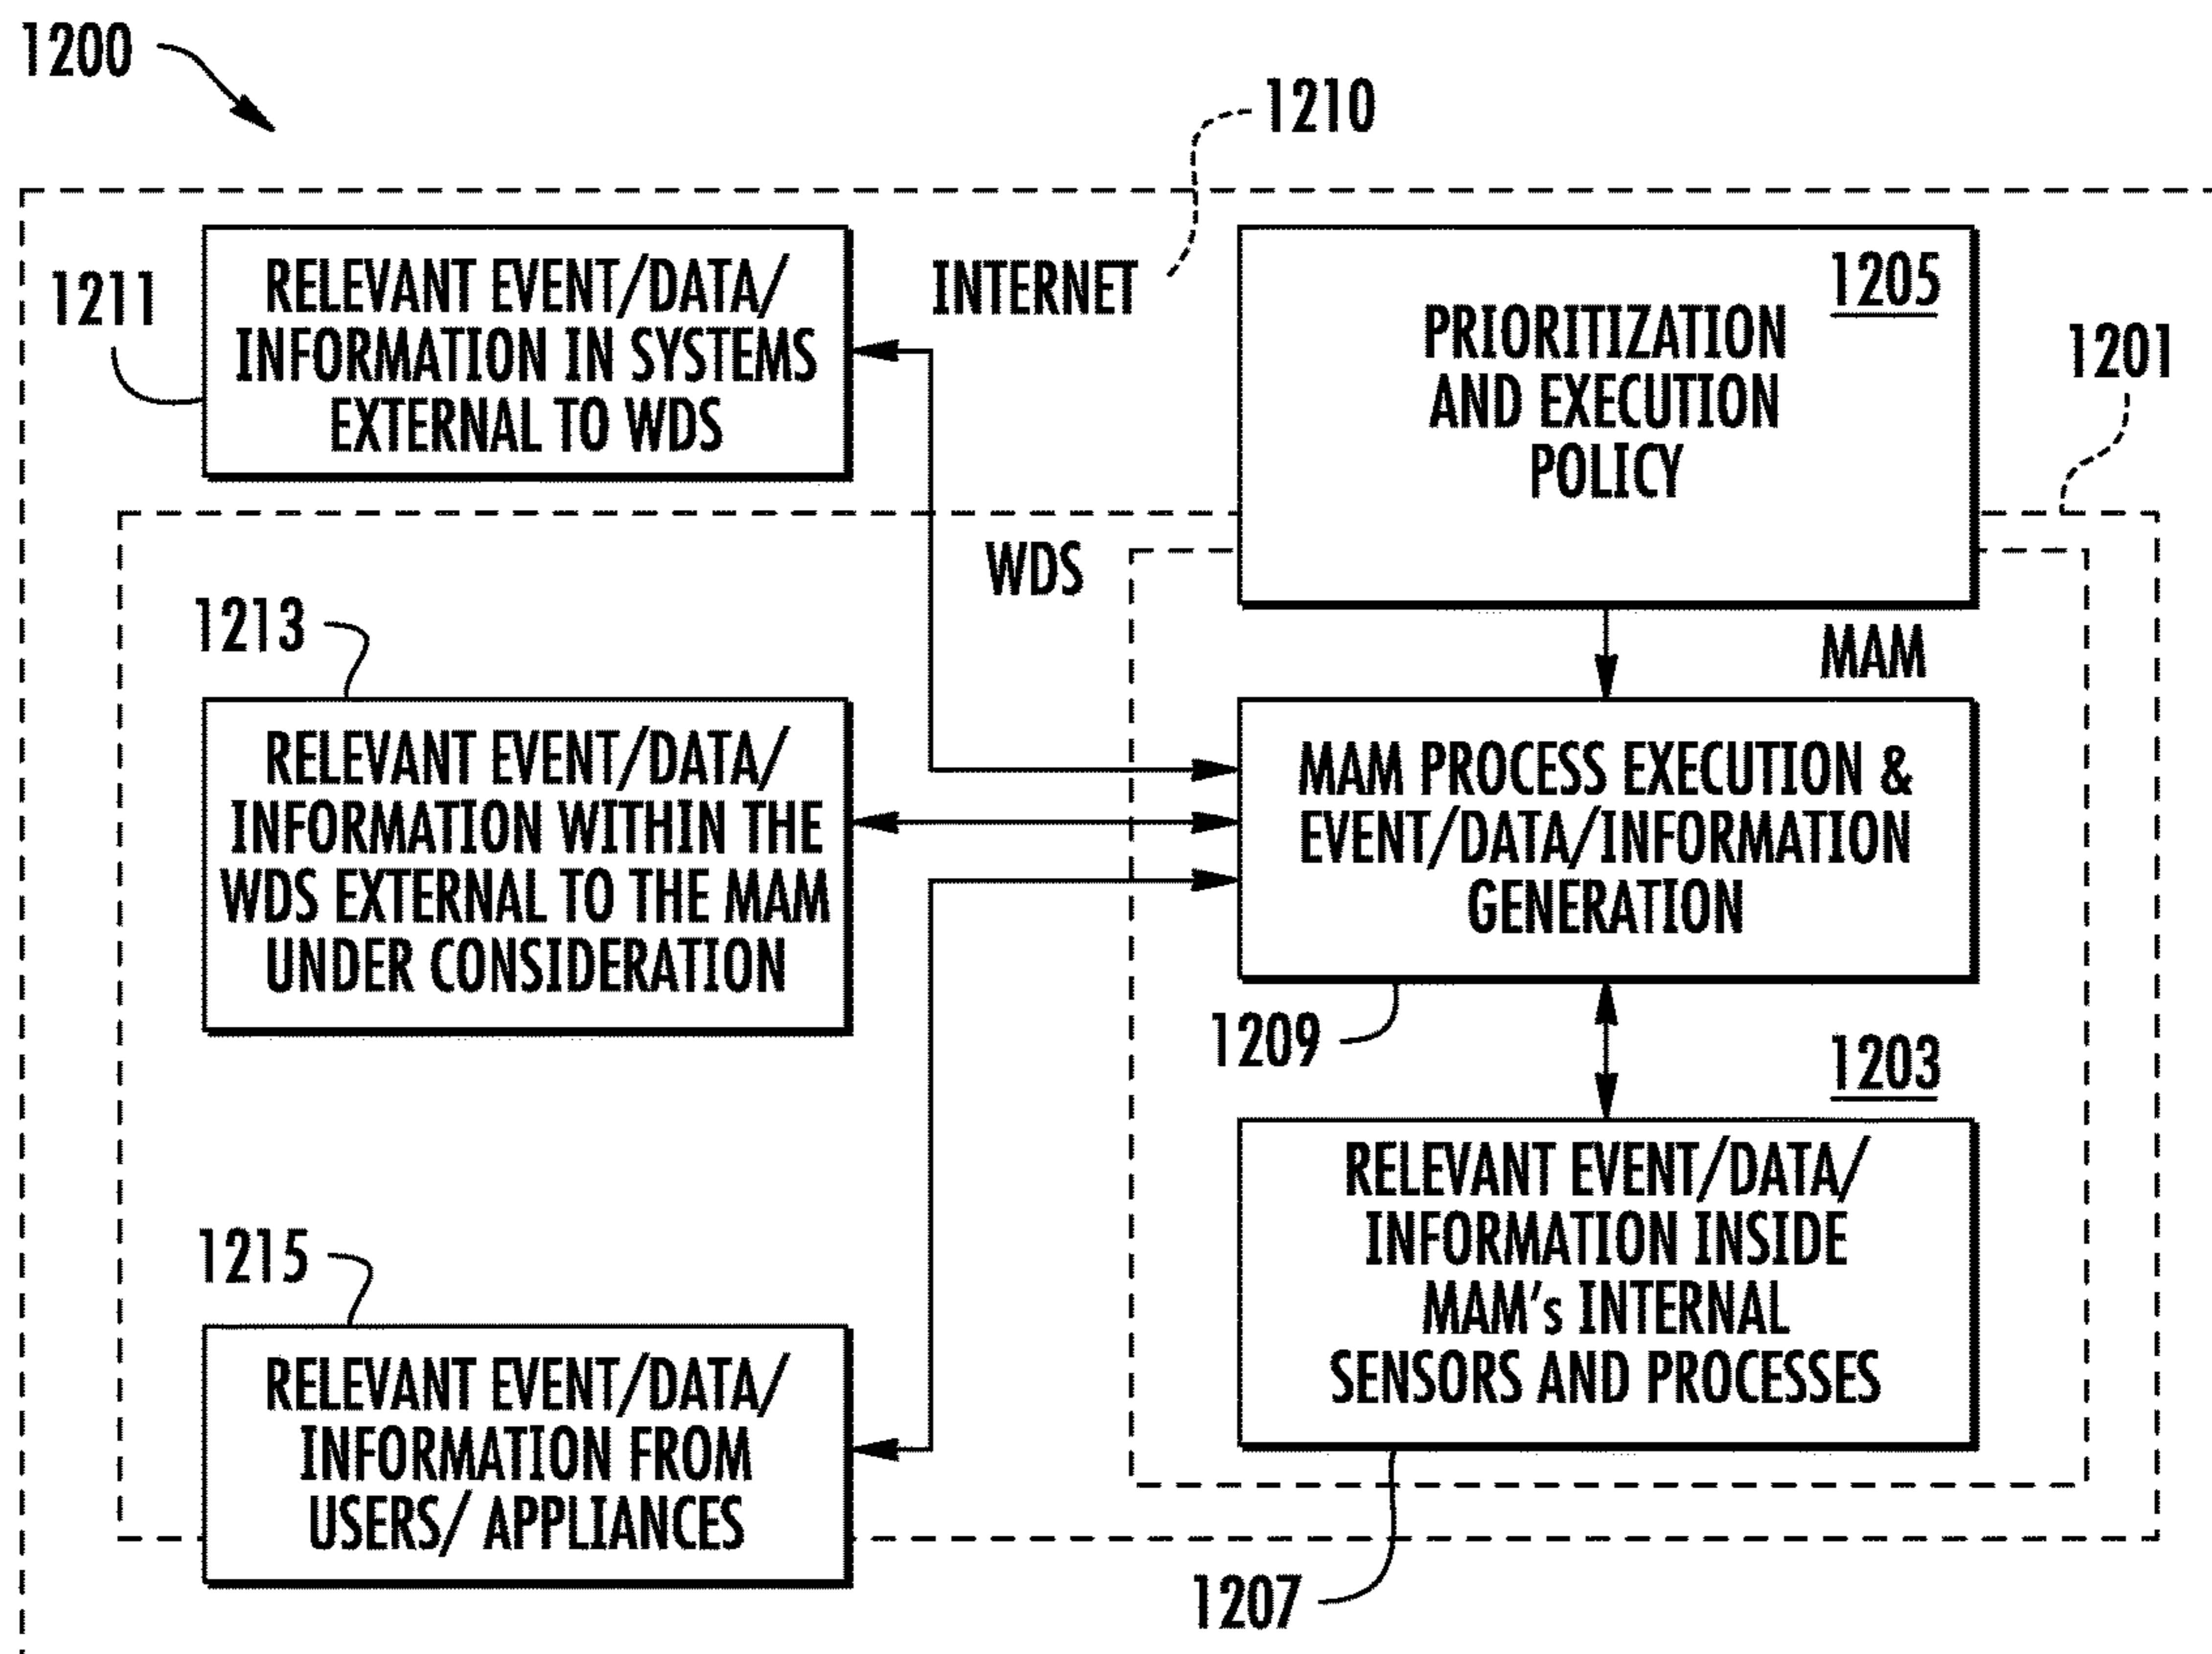 1200
1210
1211
RELEVANT EVENT/DATA/
INFORMATION IN SYSTEMS
EXTERNAL TO WDS
INTERNET
1205
PRIORITIZATION
AND EXECUTION
POLICY
1201
WDS
MAM
1213
RELEVANT EVENT/DATA/
INFORMATION WITHIN THE
WDS EXTERNAL TO THE MAM
UNDER CONSIDERATION
MAM PROCESS EXECUTION &
EVENT/DATA/INFORMATION
GENERATION
1209
1203
RELEVANT EVENT/DATA/
INFORMATION INSIDE
MAM's INTERNAL
SENSORS AND PROCESSES
1215
RELEVANT EVENT/DATA/
INFORMATION FROM
USERS/ APPLIANCES
1207